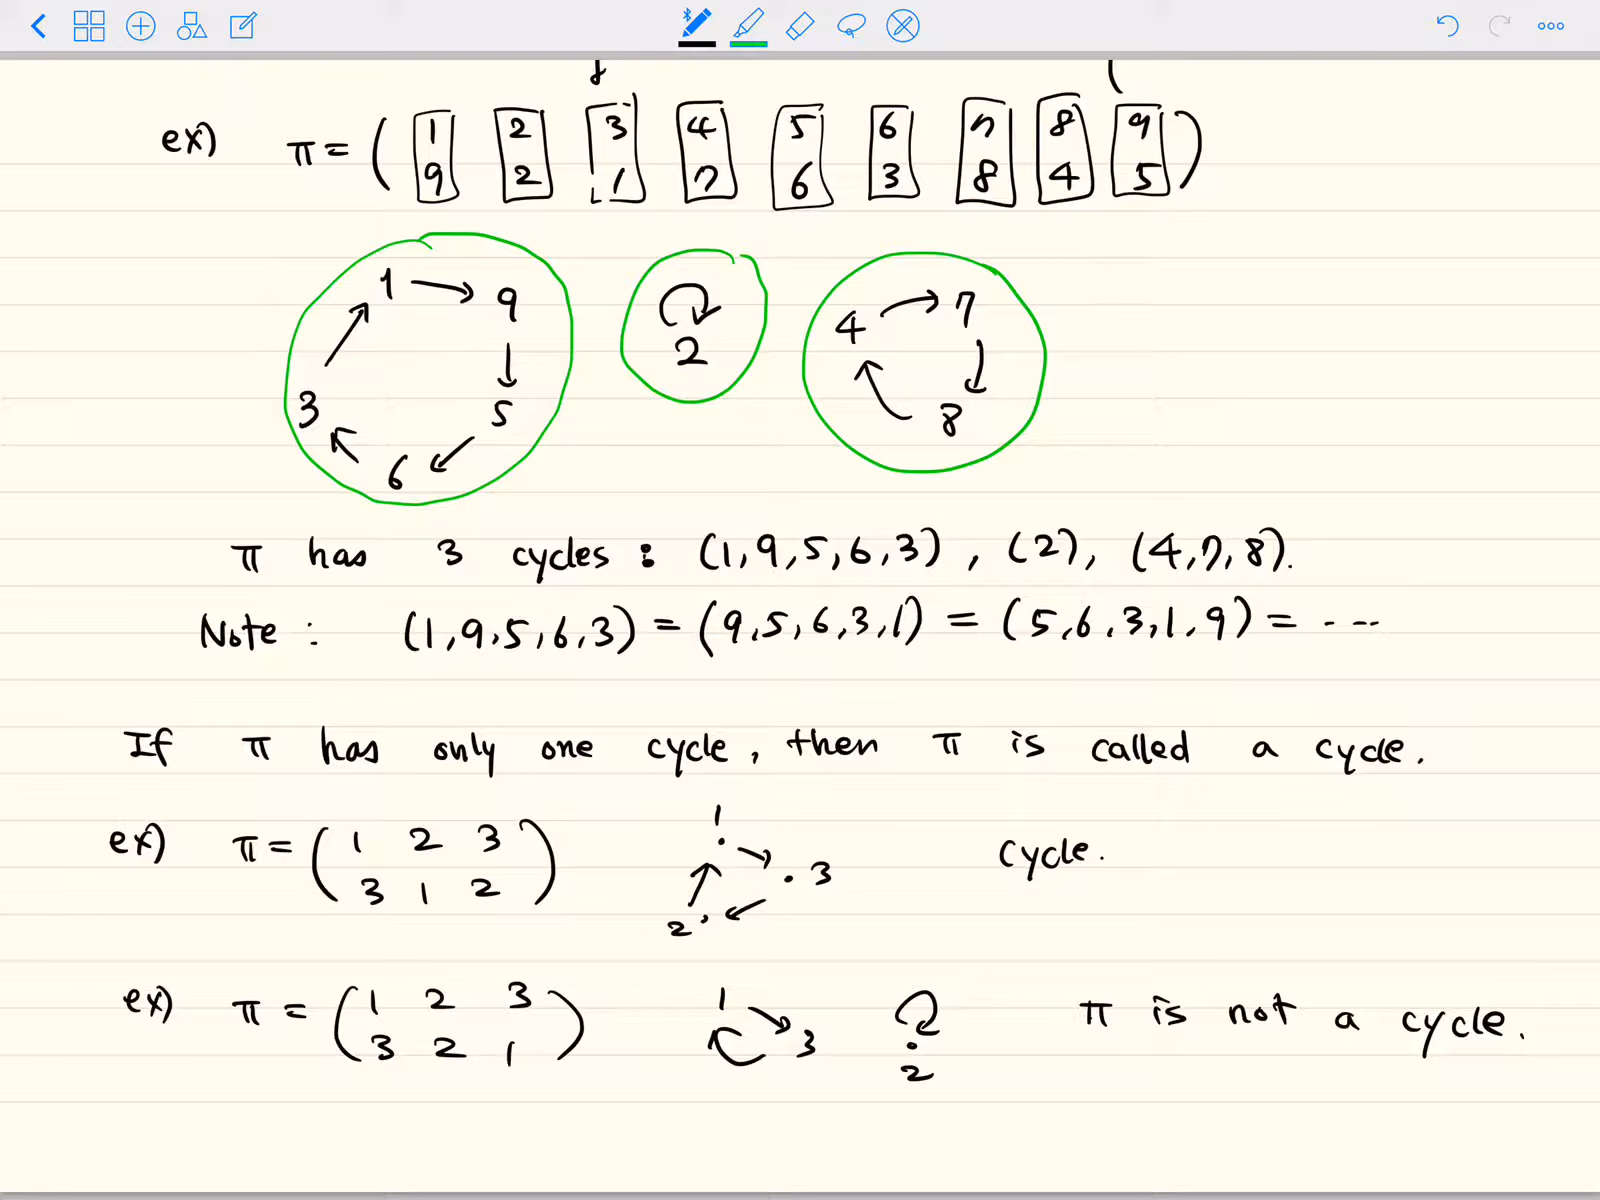 ex) π = ( 1 2 3 4 5 6 7 8 9
9 2 1 7 6 3 8 4 5 )
1 → 9 → 5 → 6 → 3 → 1
2
4 → 7 → 8 → 4
π has 3 cycles : (1,9,5,6,3) , (2), (4,7,8).
Note : (1,9,5,6,3) = (9,5,6,3,1) = (5,6,3,1,9) = -----
If π has only one cycle, then π is called a cycle.
ex) π = ( 1 2 3
3 1 2 )
1 → 3 → 2 → 1
cycle.
ex) π = ( 1 2 3
3 2 1 )
1 → 3 → 1
2
π is not a cycle.